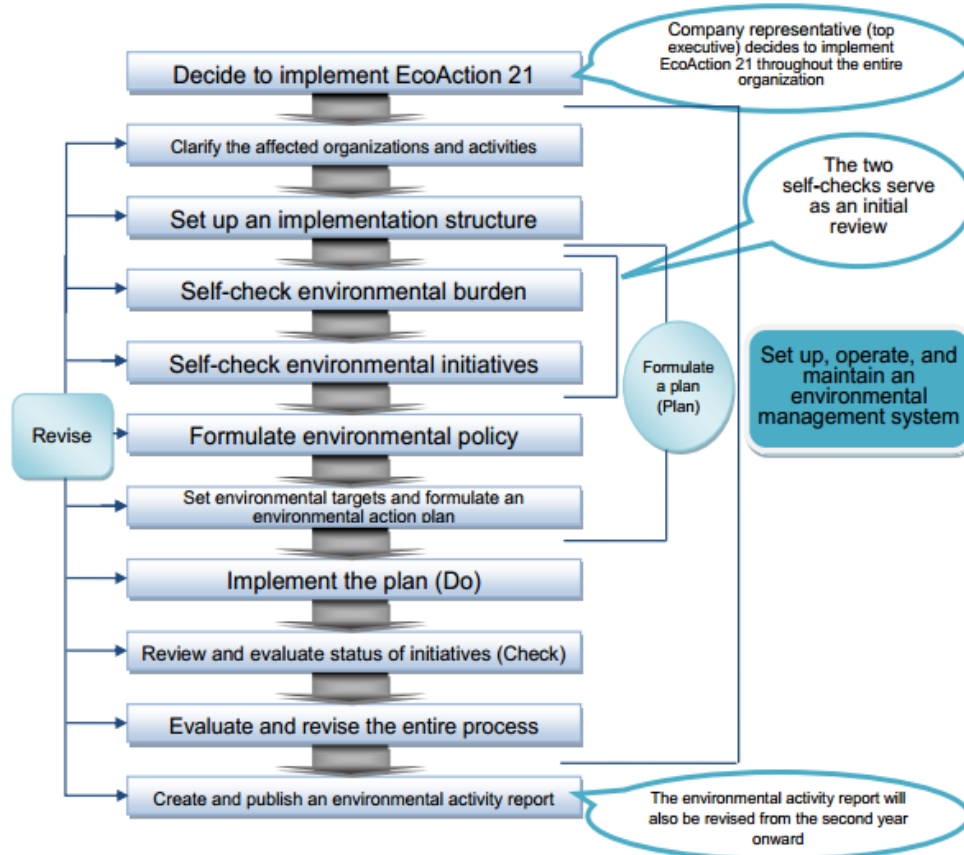 Company representative (top
executive) decides to implement
EcoAction 21 throughout the entire
organization
Decide to implement EcoAction 21
Clarify the affected organizations and activities
The two
self-checks serve
as an initial
review
Set up an implementation structure
Self-check environmental burden
Self-check environmental initiatives
Formulate
a plan
(Plan)
Set up, operate, and
maintain an
environmental
management system
Revise
Formulate environmental policy
Set environmental targets and formulate an
environmental action plan
Implement the plan (Do)
Review and evaluate status of initiatives (Check)
Evaluate and revise the entire process
Create and publish an environmental activity report
The environmental activity report will
also be revised from the second year
onward